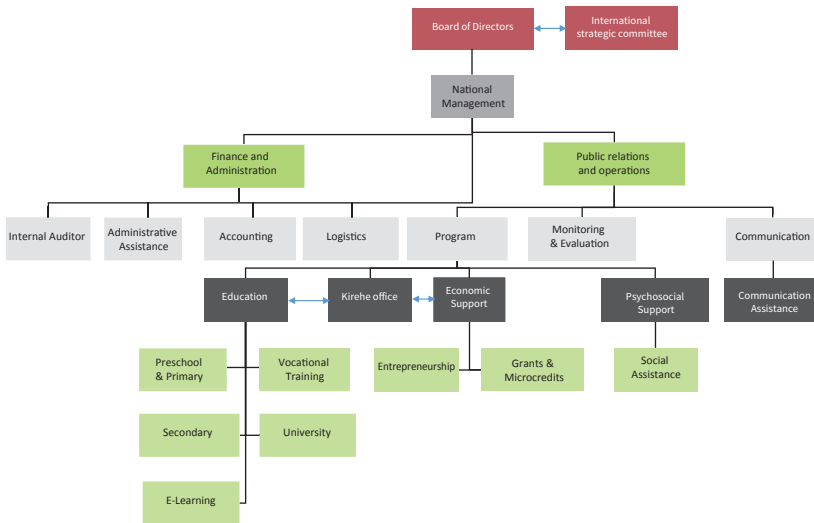 Board of Directors
International
strategic committee
National
Management
Finance and
Administration
Public relations
and operations
Internal Auditor
Administrative
Assistance
Accounting
Logistics
Program
Monitoring
& Evaluation
Communication
Education
Kirehe office
Economic
Support
Psychosocial
Support
Communication
Assistance
Preschool
& Primary
Vocational
Training
Entrepreneurship
Grants &
Microcredits
Social
Assistance
Secondary
University
E-Learning